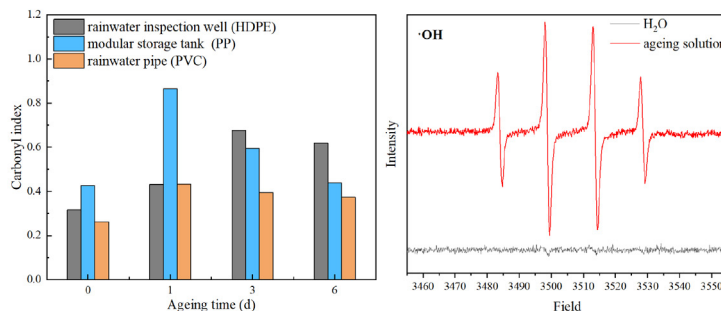 rainwater inspection well (HDPE)
modular storage tank (PP)
rainwater pipe (PVC)
Carbonyl index
1.2
1.0
0.8
0.6
0.4
0.2
0.0
0 1 3 6
Ageing time (d)
·OH
H₂O
ageing solution
Intensity
3460 3470 3480 3490 3500 3510 3520 3530 3540 3550
Field